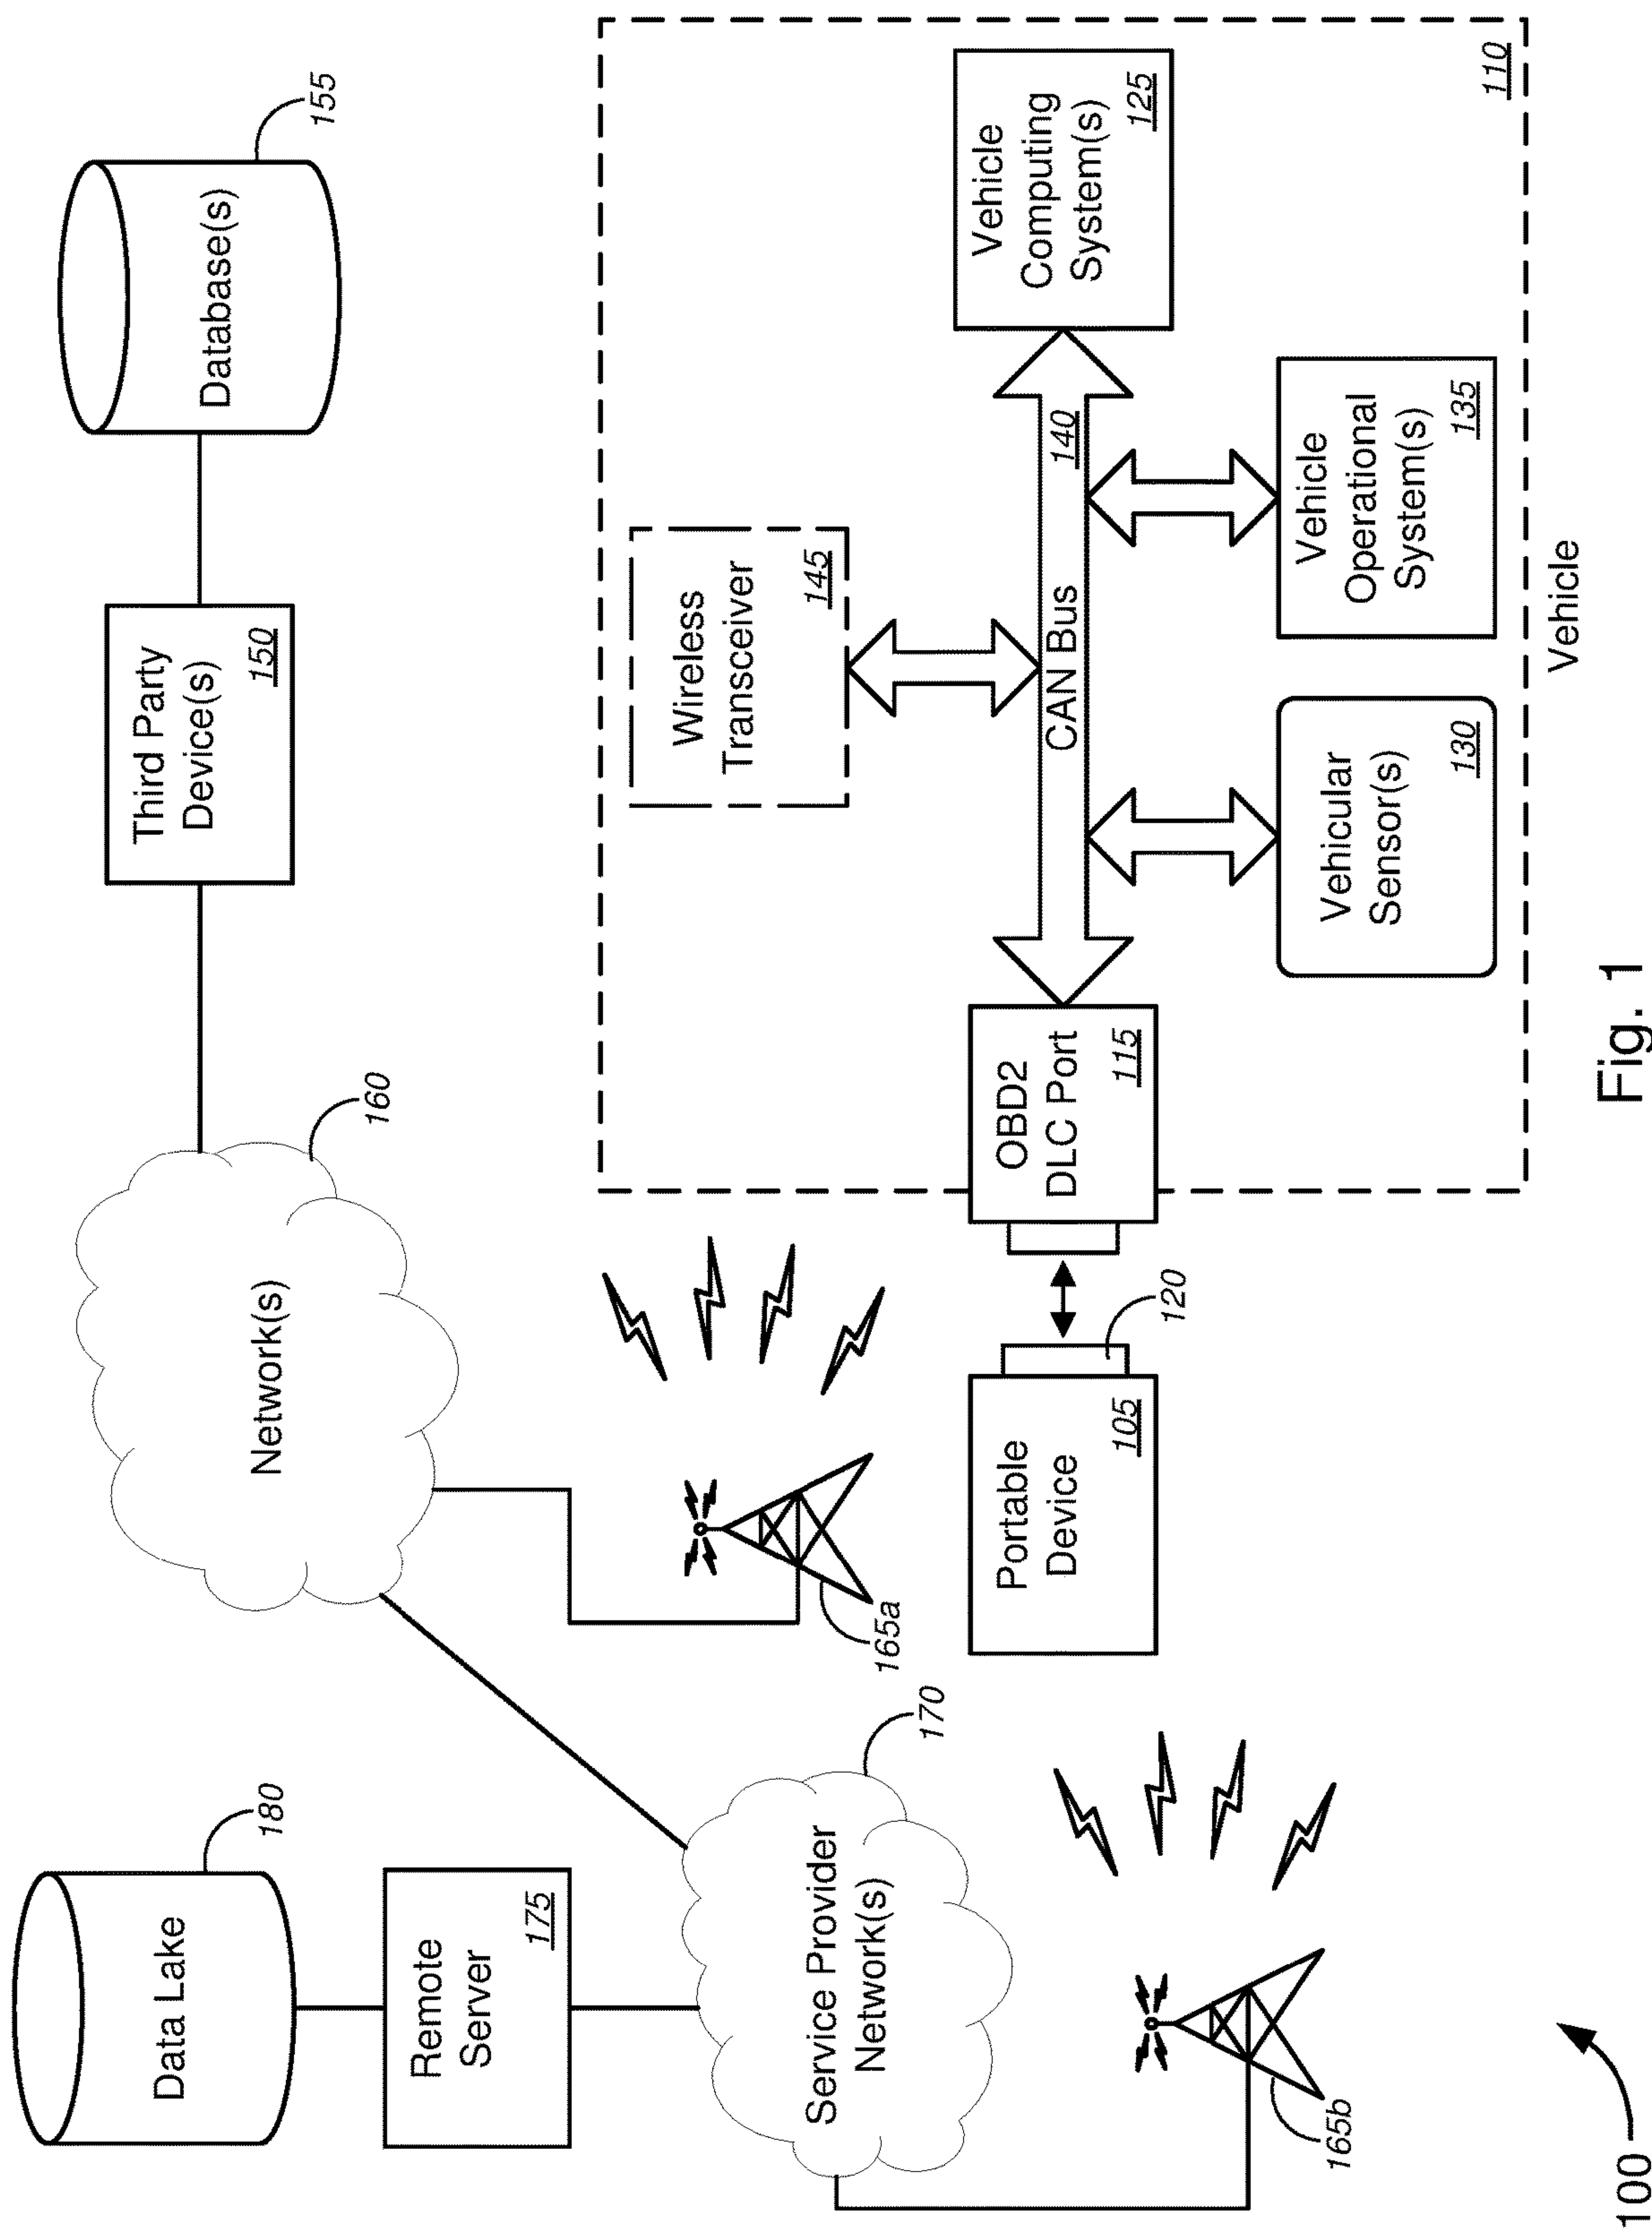 Data Lake
180
Remote
Server
175
Service Provider
Network(s)
170
165b
100
Network(s)
160
165a
Third Party
Device(s)
150
Database(s)
155
Portable
Device
105
120
OBD2
DLC Port
115
Wireless
Transceiver
145
CAN Bus
140
Vehicle
Computing
System(s)
125
Vehicular
Sensor(s)
130
Vehicle
Operational
System(s)
135
110
Vehicle
Fig. 1